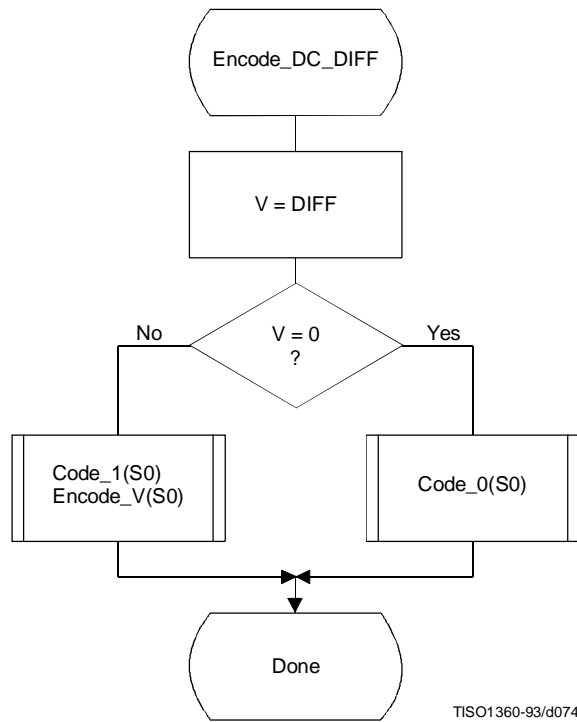 Encode_DC_DIFF
V = DIFF
V = 0
?
No
Yes
Code_1(S0)
Encode_V(S0)
Code_0(S0)
Done
TISO1360-93/d074